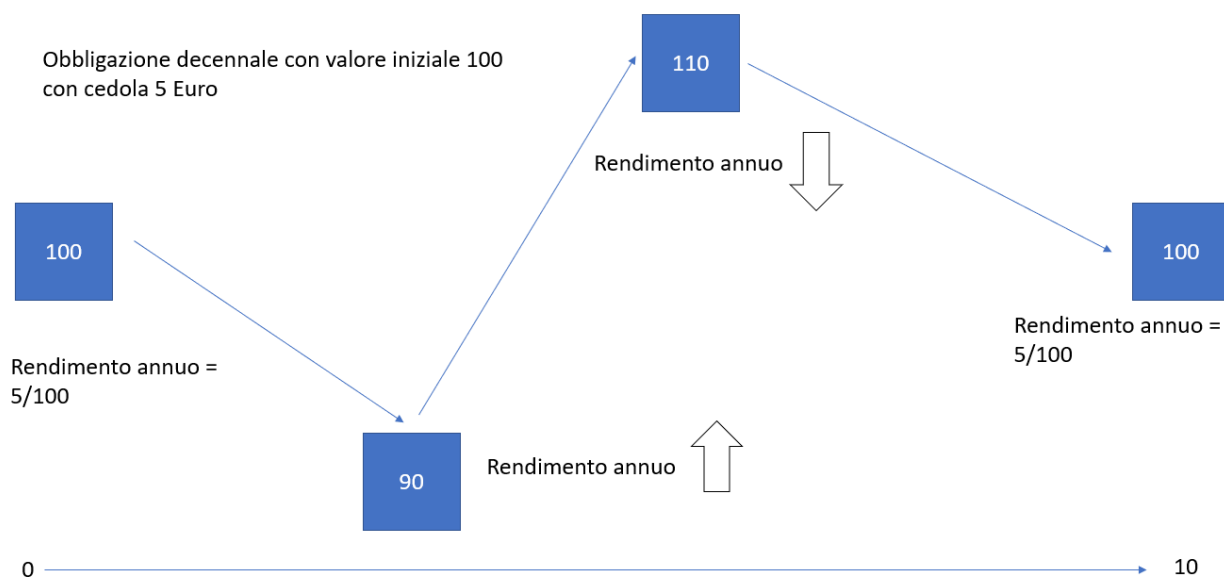 Obbligazione decennale con valore iniziale 100
con cedola 5 Euro
110
Rendimento annuo
100
100
Rendimento annuo =
5/100
Rendimento annuo =
5/100
90
Rendimento annuo
0
10